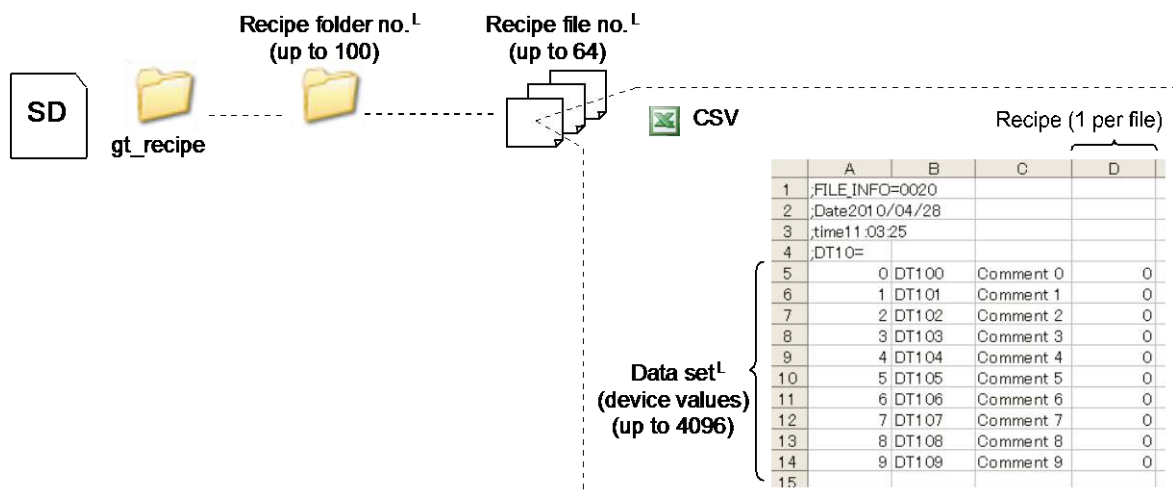 Recipe folder no.L
(up to 100)
Recipe file no.L
(up to 64)
SD
gt_recipe
CSV
Recipe (1 per file)
A B C D
1 ;FILE_INFO=0020
2 ;Date2010/04/28
3 ;time11:03:25
4 ;DT10=
5 0 DT100 Comment 0 0
6 1 DT101 Comment 1 0
7 2 DT102 Comment 2 0
8 3 DT103 Comment 3 0
9 4 DT104 Comment 4 0
10 5 DT105 Comment 5 0
11 6 DT106 Comment 6 0
12 7 DT107 Comment 7 0
13 8 DT108 Comment 8 0
14 9 DT109 Comment 9 0
15
Data setL
(device values)
(up to 4096)